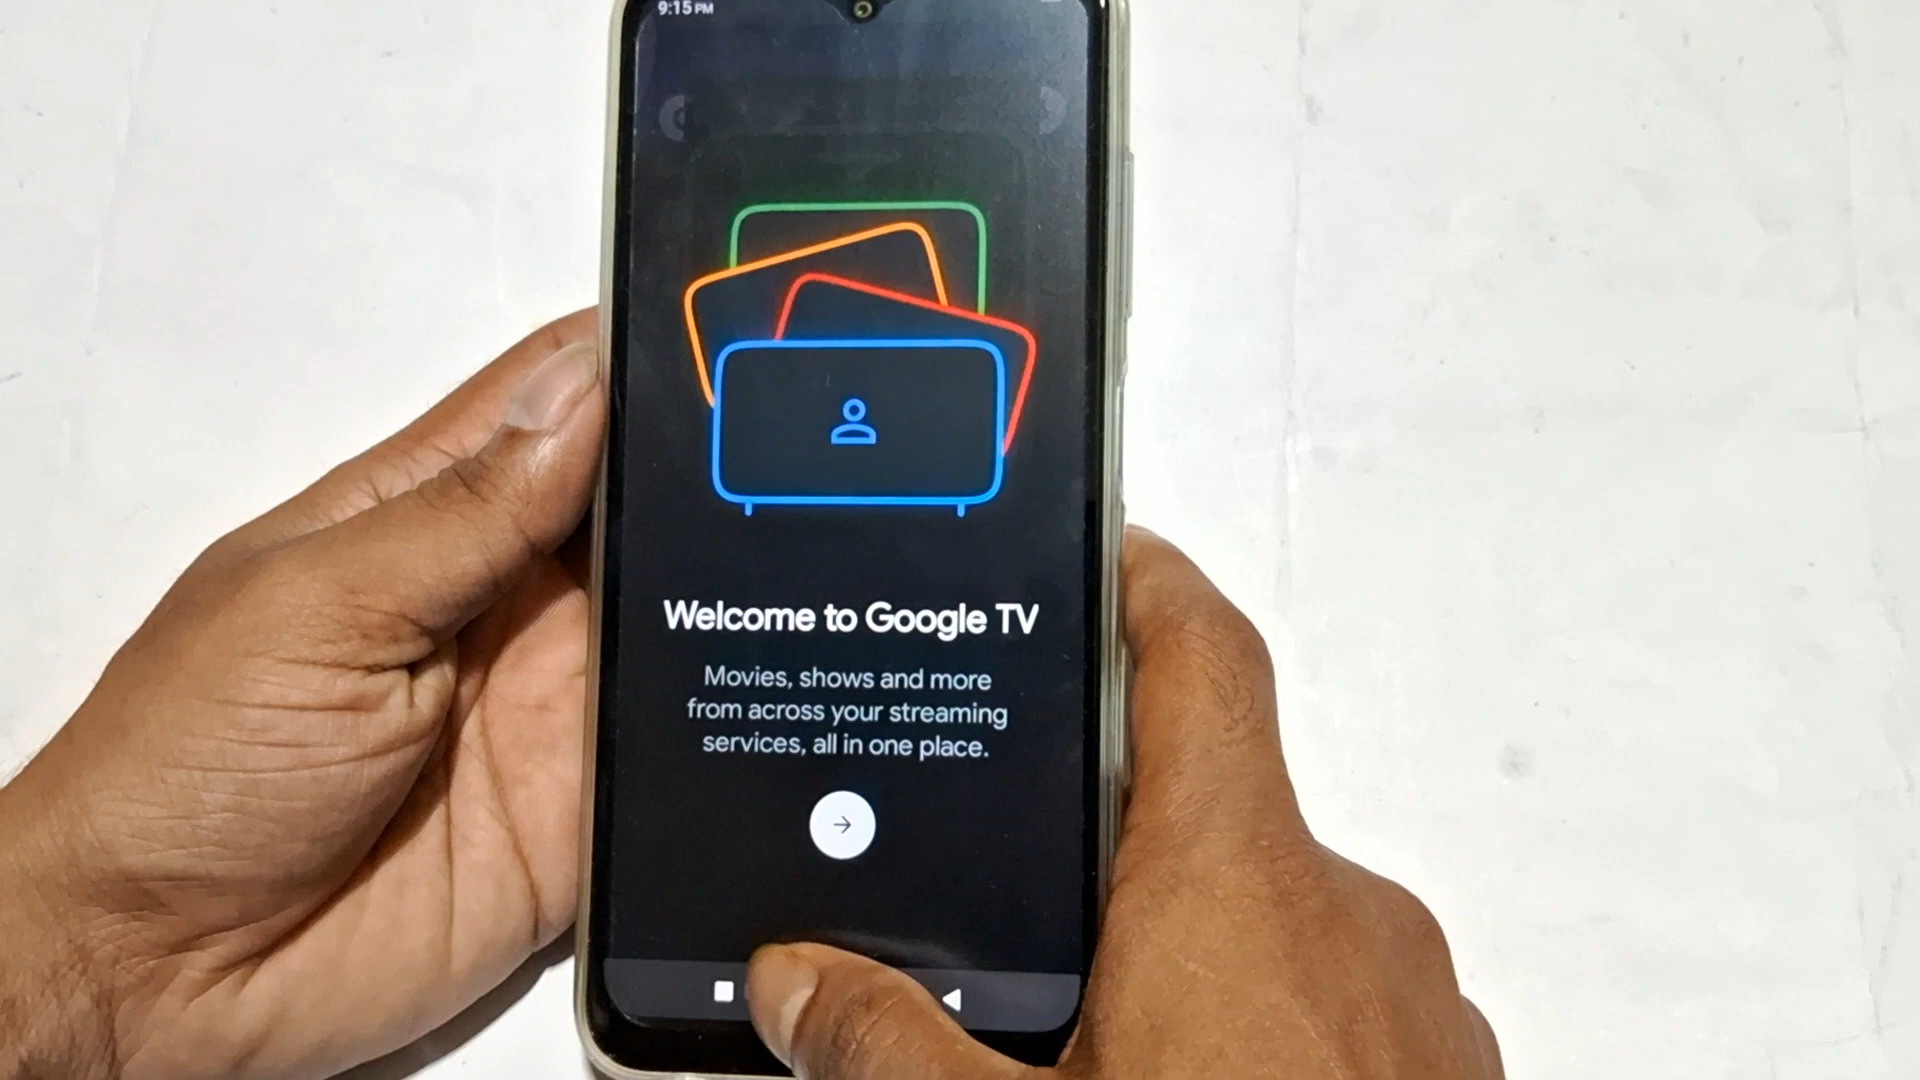 9:15 PM
Welcome to Google TV
Movies, shows and more
from across your streaming
services, all in one place.